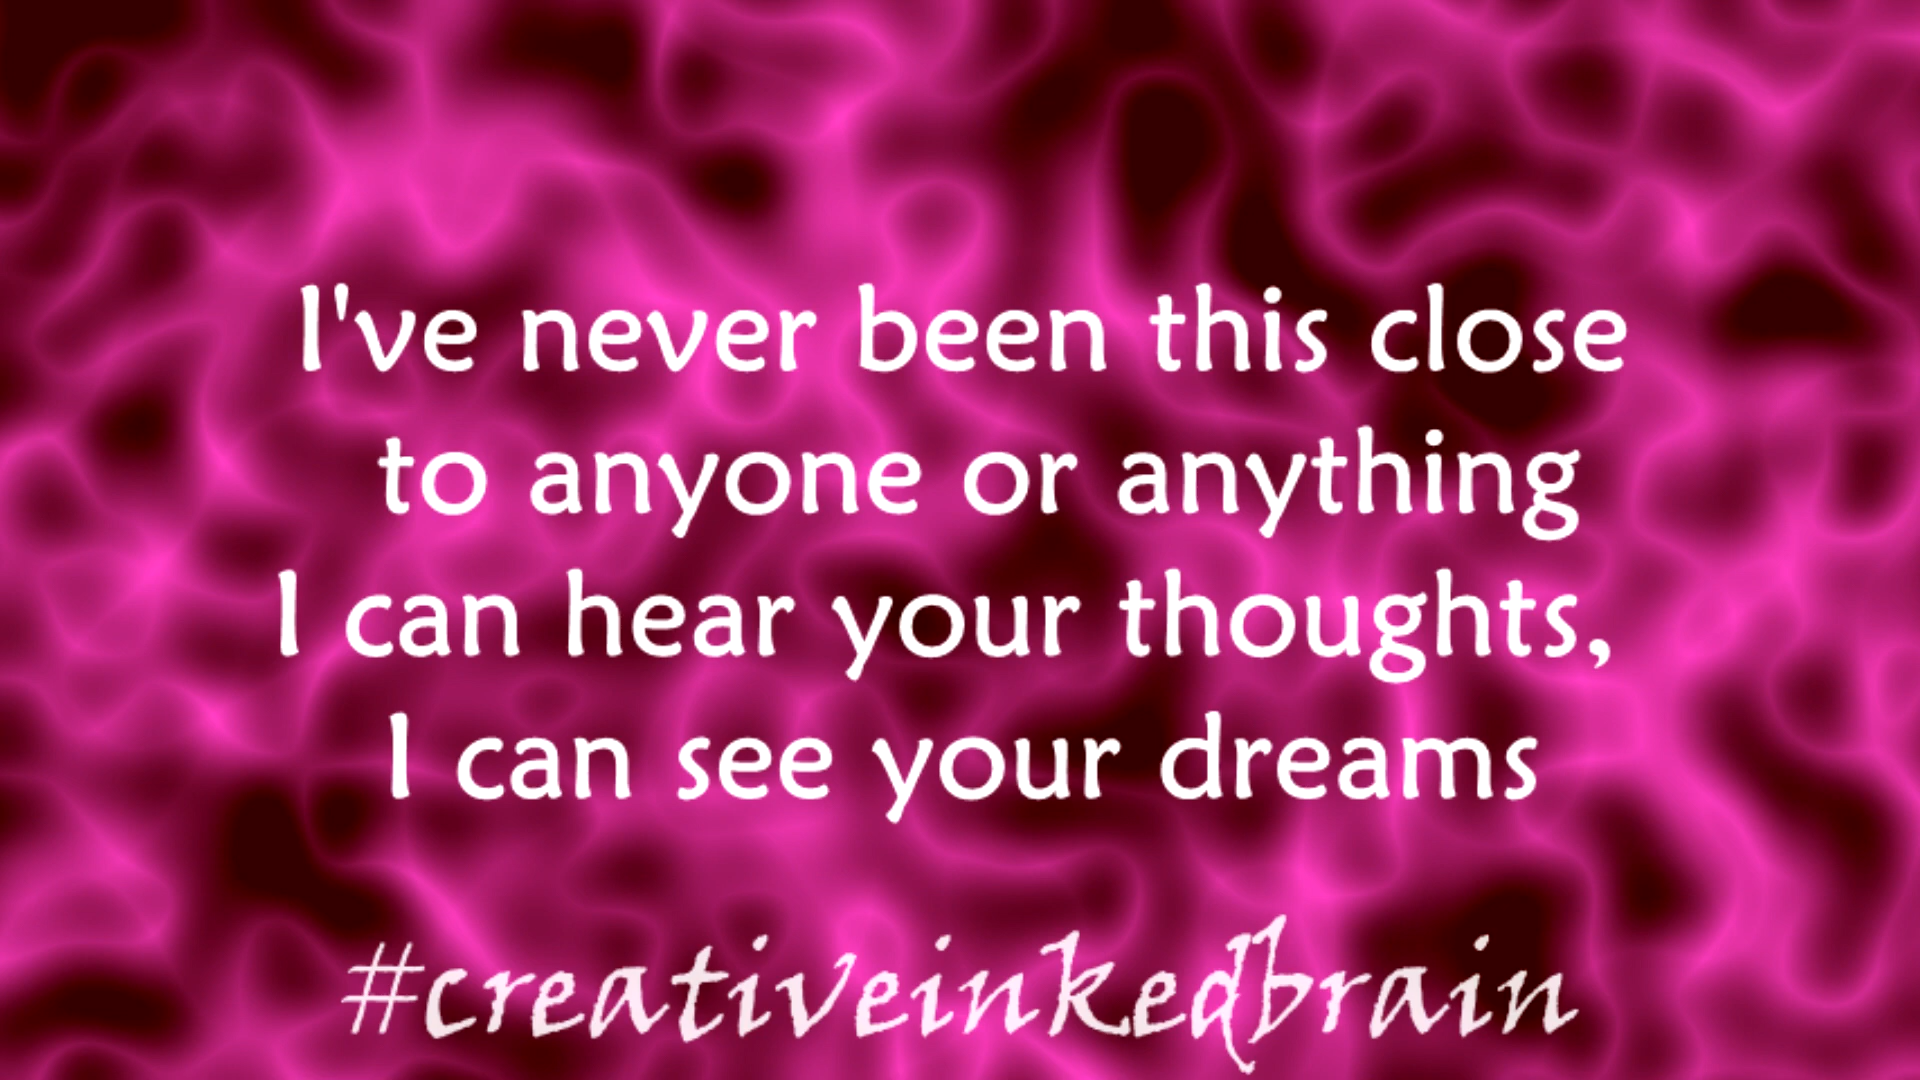 I've never been this close
to anyone or anything
I can hear your thoughts,
I can see your dreams
#creativeinkedbrain